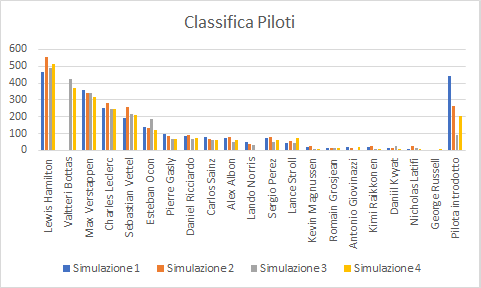 Classifica Piloti
600
500
400
300
200
100
0
Lewis Hamilton
Valtteri Bottas
Max Verstappen
Charles Leclerc
Sebastian Vettel
Esteban Ocon
Pierre Gasly
Daniel Ricciardo
Carlos Sainz
Alex Albon
Lando Norris
Sergio Perez
Lance Stroll
Kevin Magnussen
Romain Grosjean
Antonio Giovinazzi
Kimi Raikkonen
Daniil Kwyat
Nicholas Latifi
George Russell
Pilota introdotto
Simulazione 1 Simulazione 2 Simulazione 3 Simulazione 4